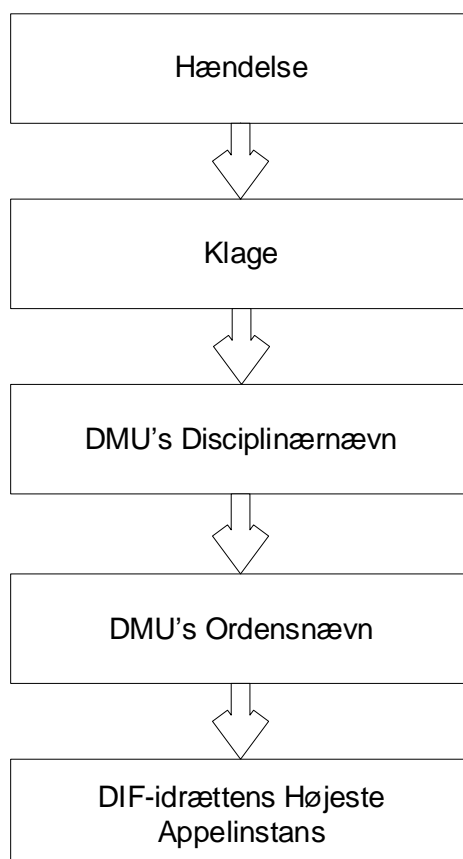 Hændelse
Klage
DMU's Disciplinærnævn
DMU's Ordensnævn
DIF-idrættens Højeste
Appelinstans